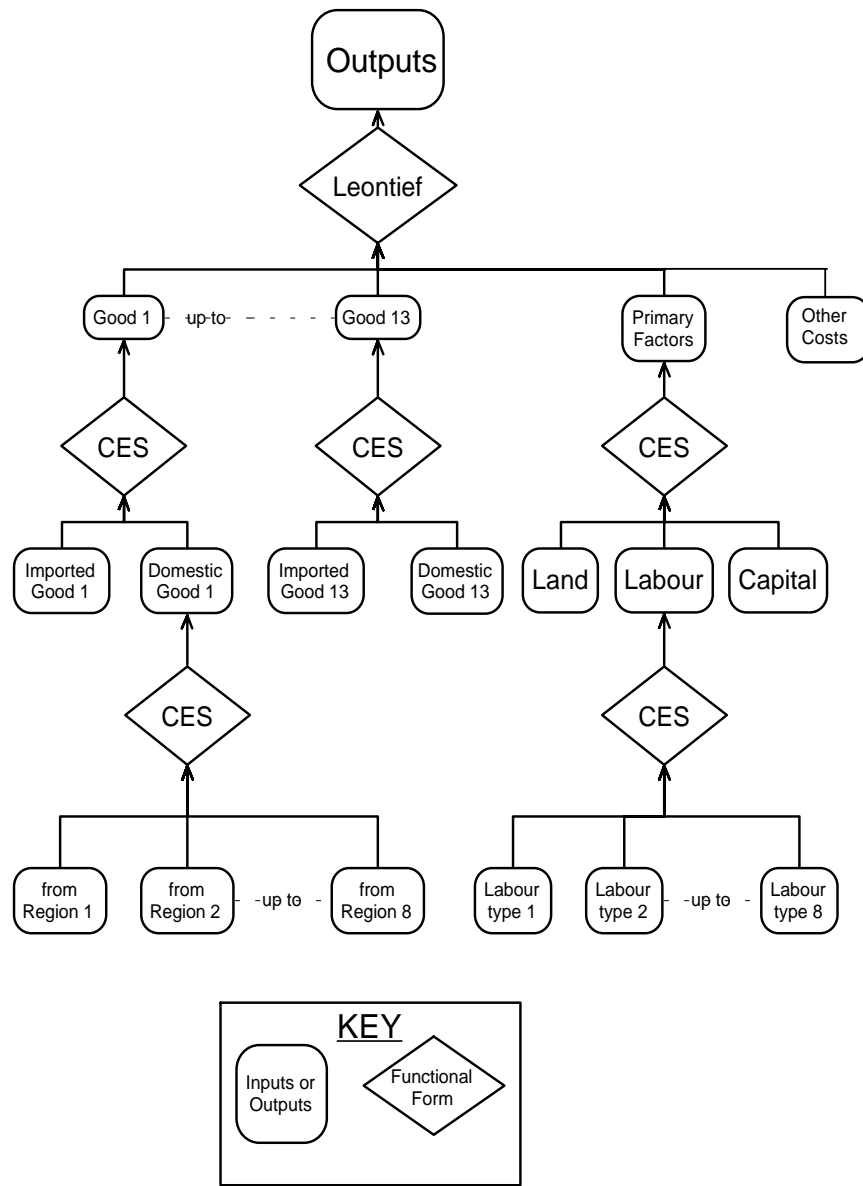 Outputs
Leontief
Good 1
up to
Good 13
Primary
Factors
Other
Costs
CES
CES
CES
Imported
Good 1
Domestic
Good 1
Imported
Good 13
Domestic
Good 13
Land
Labour
Capital
CES
CES
from
Region 1
from
Region 2
up to
from
Region 8
Labour
type 1
Labour
type 2
up to
Labour
type 8
KEY
Inputs or
Outputs
Functional
Form